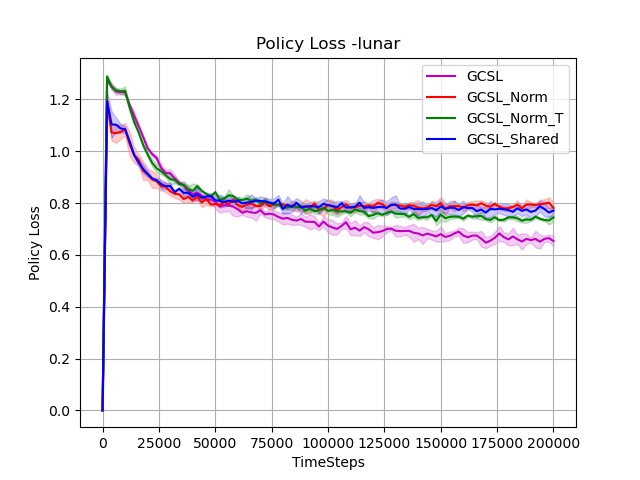 Policy Loss -lunar
GCSL
GCSL_Norm
GCSL_Norm_T
GCSL_Shared
Policy Loss
1.2
1.0
0.8
0.6
0.4
0.2
0.0
0 25000 50000 75000 100000 125000 150000 175000 200000
TimeSteps